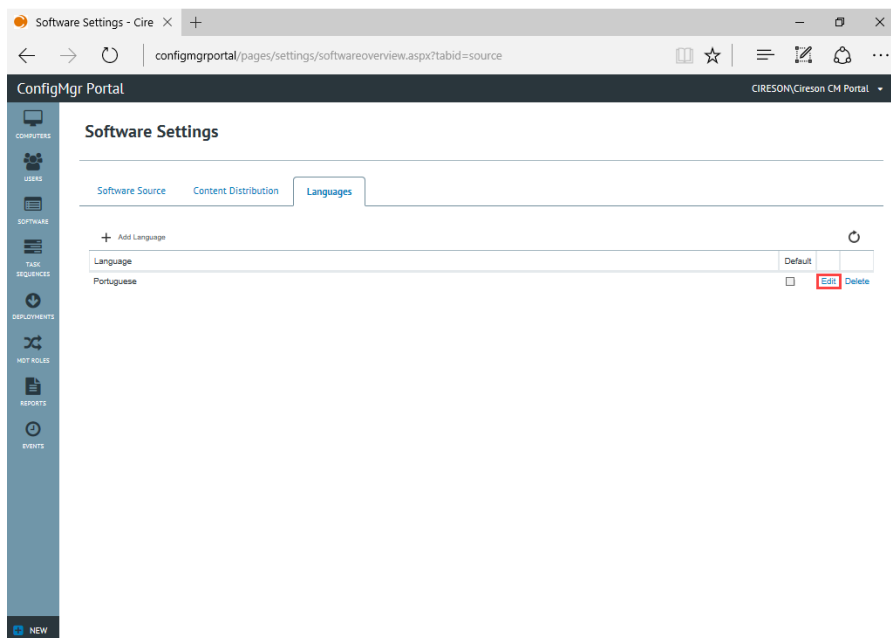 Software Settings - Cire
configmgrportal/pages/settings/softwareoverview.aspx?tabid=source
ConfigMgr Portal
CIRESON\Cireson CM Portal
COMPUTERS
USERS
SOFTWARE
TASK
SEQUENCES
DEPLOYMENTS
MDT ROLES
REPORTS
EVENTS
NEW
Software Settings
Software Source
Content Distribution
Languages
Add Language
Language
Default
Portuguese
Edit
Delete